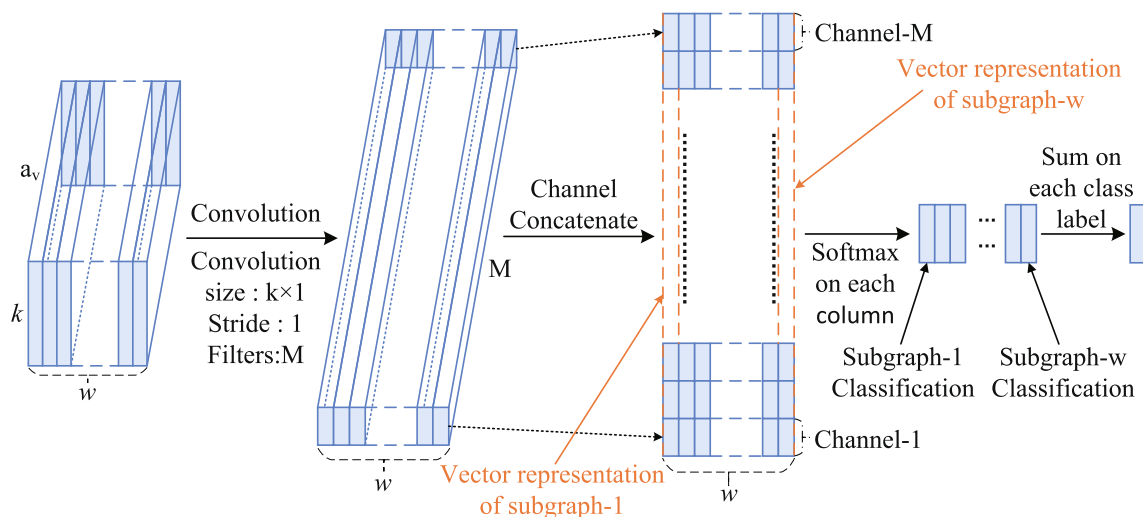 a_v
k
w
Convolution
Convolution
size : k×1
Stride : 1
Filters:M
w
M
Channel
Concatenate
Channel-M
Vector representation
of subgraph-w
Vector representation
of subgraph-1
Channel-1
w
Softmax
on each
column
Subgraph-1
Classification
...
...
Subgraph-w
Classification
Sum on
each class
label